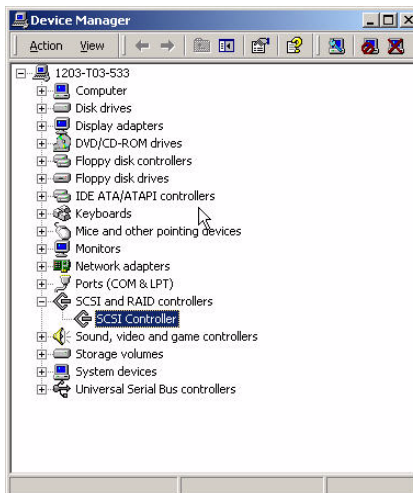 Device Manager
Action View
1203-T03-533
Computer
Disk drives
Display adapters
DVD/CD-ROM drives
Floppy disk controllers
Floppy disk drives
IDE ATA/ATAPI controllers
Keyboards
Mice and other pointing devices
Monitors
Network adapters
Ports (COM & LPT)
SCSI and RAID controllers
SCSI Controller
Sound, video and game controllers
Storage volumes
System devices
Universal Serial Bus controllers